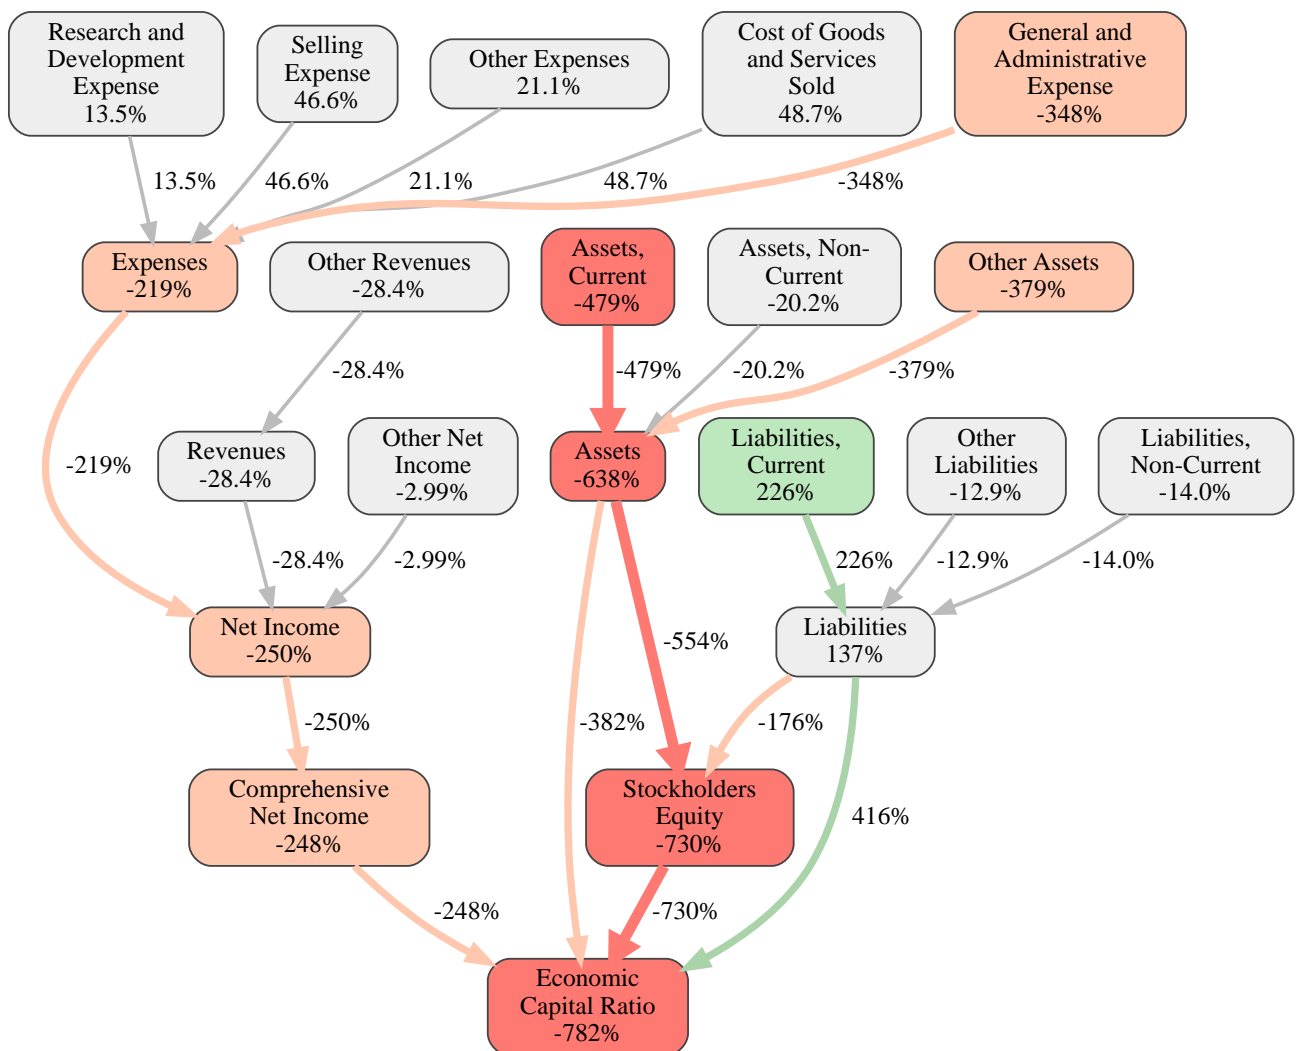 Research and
Development
Expense
13.5%
Selling
Expense
46.6%
Other Expenses
21.1%
Cost of Goods
and Services
Sold
48.7%
General and
Administrative
Expense
-348%
13.5%
46.6%
21.1%
48.7%
-348%
Expenses
-219%
Other Revenues
-28.4%
Assets,
Current
-479%
Assets, Non-
Current
-20.2%
Other Assets
-379%
-28.4%
-479%
-20.2%
-379%
-219%
Revenues
-28.4%
Other Net
Income
-2.99%
Assets
-638%
Liabilities,
Current
226%
Other
Liabilities
-12.9%
Liabilities,
Non-Current
-14.0%
-28.4%
-2.99%
226%
-12.9%
-14.0%
Net Income
-250%
-554%
Liabilities
137%
-250%
-382%
-176%
Comprehensive
Net Income
-248%
Stockholders
Equity
-730%
416%
-248%
-730%
Economic
Capital Ratio
-782%